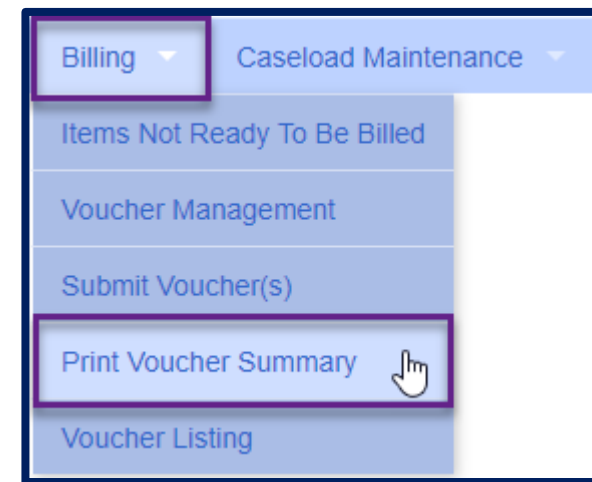 Billing Caseload Maintenance
Items Not Ready To Be Billed
Voucher Management
Submit Voucher(s)
Print Voucher Summary
Voucher Listing